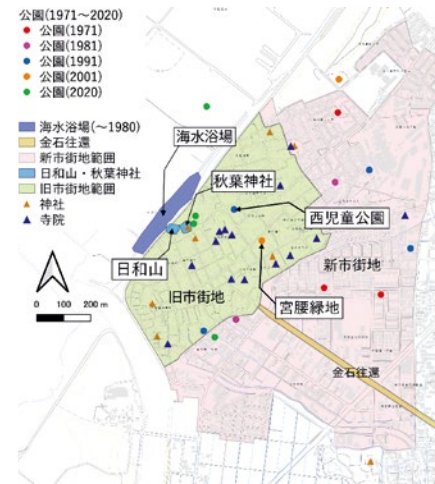 公園(1971～2020)
公園(1971)
公園(1981)
公園(1991)
公園(2001)
公園(2020)
海水浴場(～1980)
金石往還
新市街地範囲
日和山・秋葉神社
旧市街地範囲
神社
寺院
0 100 200 m
海水浴場
秋葉神社
西児童公園
日和山
新市街地
旧市街地
宮腰緑地
金石往還